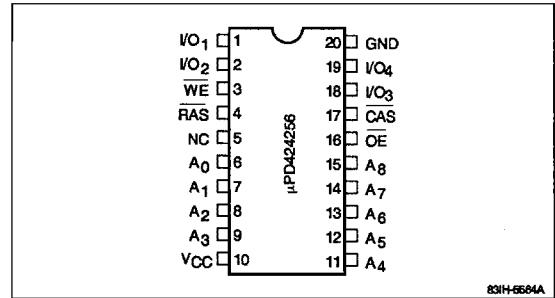 I/O1 1 20 GND
I/O2 2 19 I/O4
WE 3 18 I/O3
RAS 4 17 CAS
NC 5 16 OE
A0 6 15 A8
A1 7 14 A7
A2 8 13 A6
A3 9 12 A5
VCC 10 11 A4
µPD424256
83IH-5584A